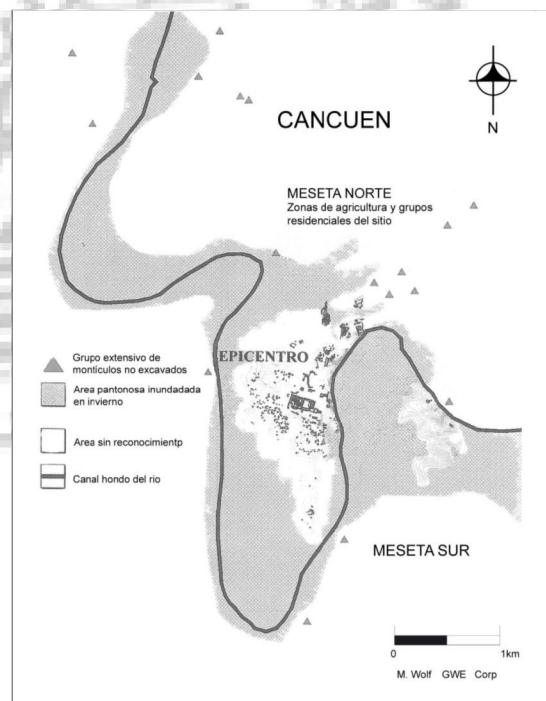 N
CANCUEN
MESETA NORTE
Zonas de agricultura y grupos
residenciales del sitio
EPICENTRO
Grupo extensivo de
montículos no excavados
Area pantonosa inundadada
en invierno
Area sin reconocimientp
Canal hondo del rio
MESETA SUR
0
1km
M. Wolf GWE Corp